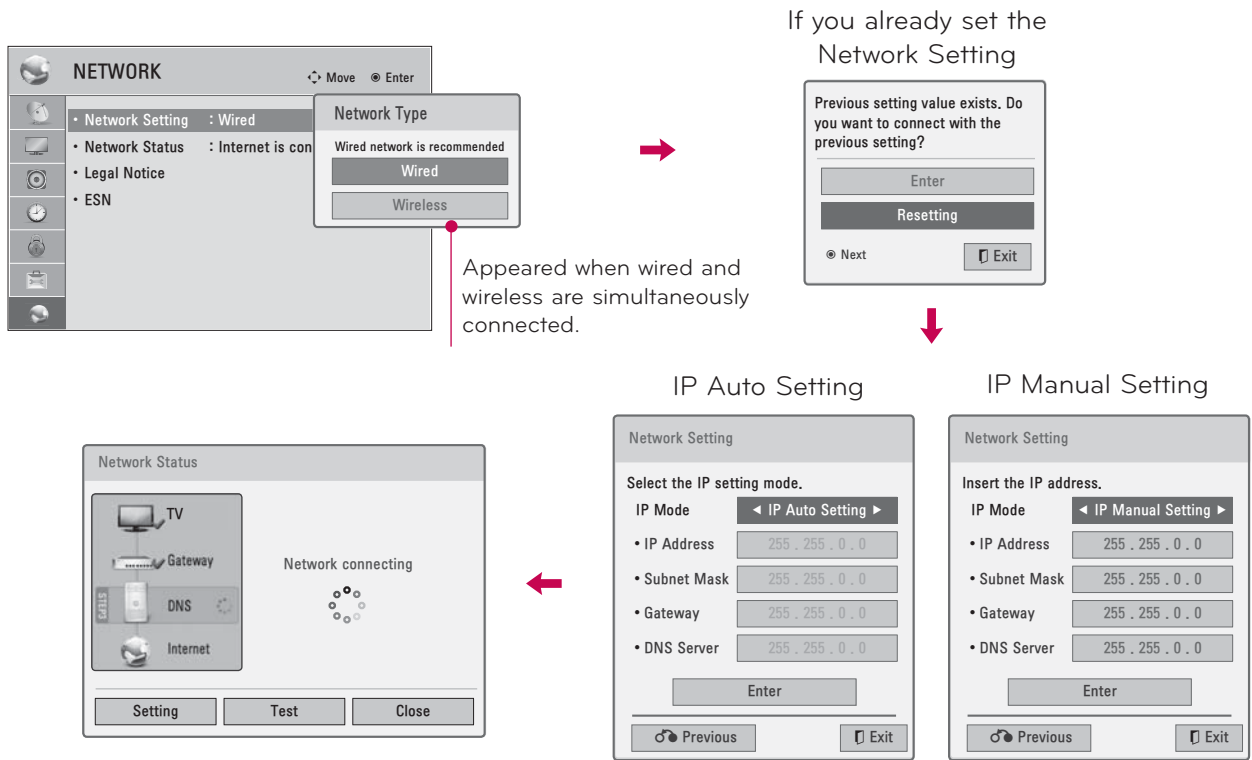 If you already set the
Network Setting
NETWORK
Move Enter
• Network Setting : Wired
• Network Status : Internet is con
• Legal Notice
• ESN
Network Type
Wired network is recommended
Wired
Wireless
Appeared when wired and
wireless are simultaneously
connected.
Previous setting value exists. Do
you want to connect with the
previous setting?
Enter
Resetting
Next Exit
IP Auto Setting
Network Setting
Select the IP setting mode.
IP Mode ◄ IP Auto Setting ►
• IP Address 255 . 255 . 0 . 0
• Subnet Mask 255 . 255 . 0 . 0
• Gateway 255 . 255 . 0 . 0
• DNS Server 255 . 255 . 0 . 0
Enter
Previous Exit
IP Manual Setting
Network Setting
Insert the IP address.
IP Mode ◄ IP Manual Setting ►
• IP Address 255 . 255 . 0 . 0
• Subnet Mask 255 . 255 . 0 . 0
• Gateway 255 . 255 . 0 . 0
• DNS Server 255 . 255 . 0 . 0
Enter
Previous Exit
Network Status
TV
Gateway
STEP3
DNS
Internet
Network connecting
Setting Test Close